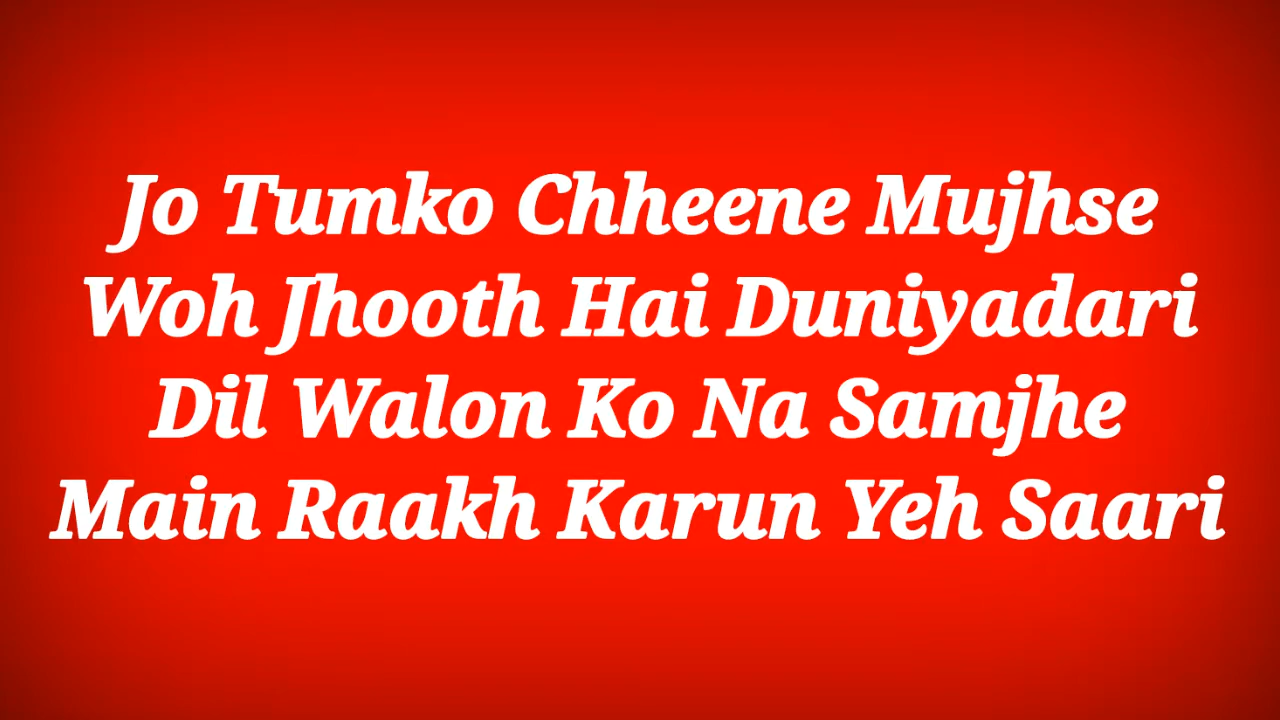 Jo Tumko Chheene Mujhse
Woh Jhooth Hai Duniyadari
Dil Walon Ko Na Samjhe
Main Raakh Karun Yeh Saari